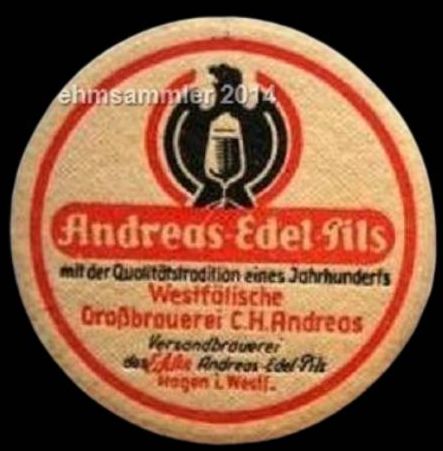 ehmsammler 2014
Andreas-Edel-Pils
mit der Qualitätstradition eines Jahrhunderts
Westfälische
Großbrauerei C.H. Andreas
Versandbrauerei
des Andreas-Edel-Pils
Hagen i. Westf.